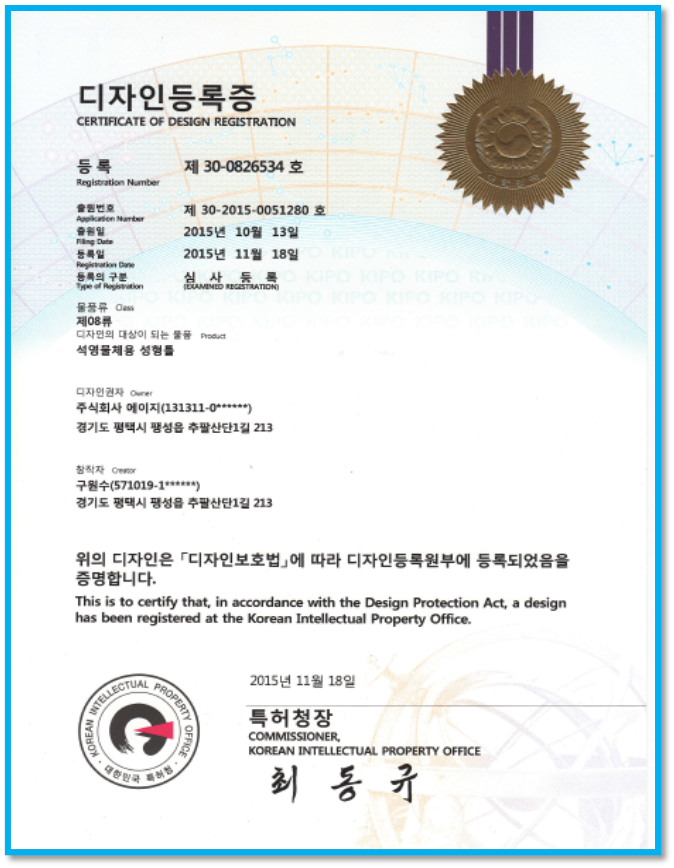 디자인등록증
CERTIFICATE OF DESIGN REGISTRATION
등 록 제 30-0826534 호
Registration Number
출원번호 제 30-2015-0051280 호
Application Number
출원일 2015년 10월 13일
Filing Date
등록일 2015년 11월 18일
Registration Date
등록의 구분 심 사 등 록
Type of Registration (EXAMINED REGISTRATION)
물품류 Class
제08류
디자인의 대상이 되는 물품 Product
석영물체용 성형틀
디자인권자 Owner
주식회사 에이지(131311-0******)
경기도 평택시 팽성읍 추팔산단1길 213
창작자 Creator
구원수(571019-1******)
경기도 평택시 팽성읍 추팔산단1길 213
위의 디자인은 「디자인보호법」에 따라 디자인등록원부에 등록되었음을
증명합니다.
This is to certify that, in accordance with the Design Protection Act, a design
has been registered at the Korean Intellectual Property Office.
2015년 11월 18일
특허청장
COMMISSIONER,
KOREAN INTELLECTUAL PROPERTY OFFICE
최 동 규
KOREAN INTELLECTUAL PROPERTY OFFICE
대한민국 특허청
KIPO KIPO KIPO KIPO KIPO